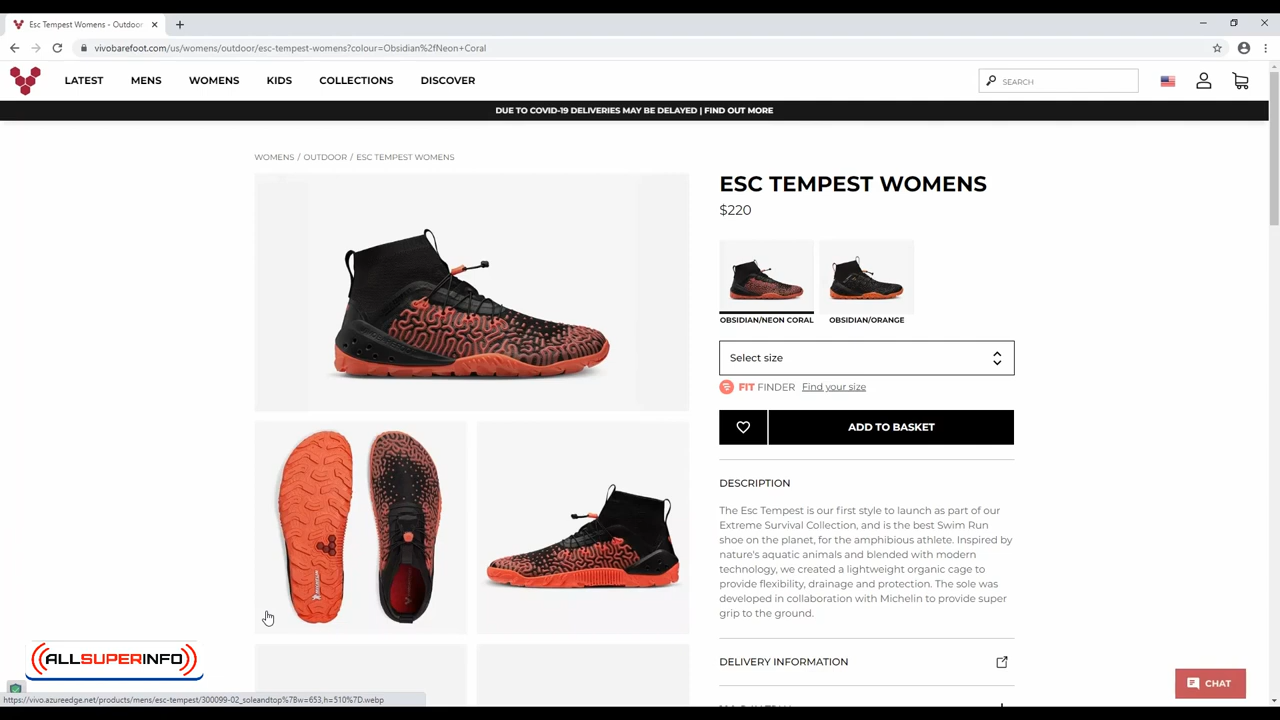 Esc Tempest Womens - Outdoor
vivobarefoot.com/us/womens/outdoor/esc-tempest-womens?colour=Obsidian%2fNeon+Coral
LATEST MENS WOMENS KIDS COLLECTIONS DISCOVER SEARCH
DUE TO COVID-19 DELIVERIES MAY BE DELAYED | FIND OUT MORE
WOMENS / OUTDOOR / ESC TEMPEST WOMENS
ESC TEMPEST WOMENS
$220
OBSIDIAN/NEON CORAL OBSIDIAN/ORANGE
Select size
FIT FINDER Find your size
ADD TO BASKET
DESCRIPTION
The Esc Tempest is our first style to launch as part of our
Extreme Survival Collection, and is the best Swim Run
shoe on the planet, for the amphibious athlete. Inspired by
nature's aquatic animals and blended with modern
technology, we created a lightweight organic cage to
provide flexibility, drainage and protection. The sole was
developed in collaboration with Michelin to provide super
grip to the ground.
DELIVERY INFORMATION
CHAT
ALLSUPERINFO
https://vivo.azureedge.net/products/mens/esc-tempest/300099-02_soleandtop%7Bw=653,h=510%7D.webp